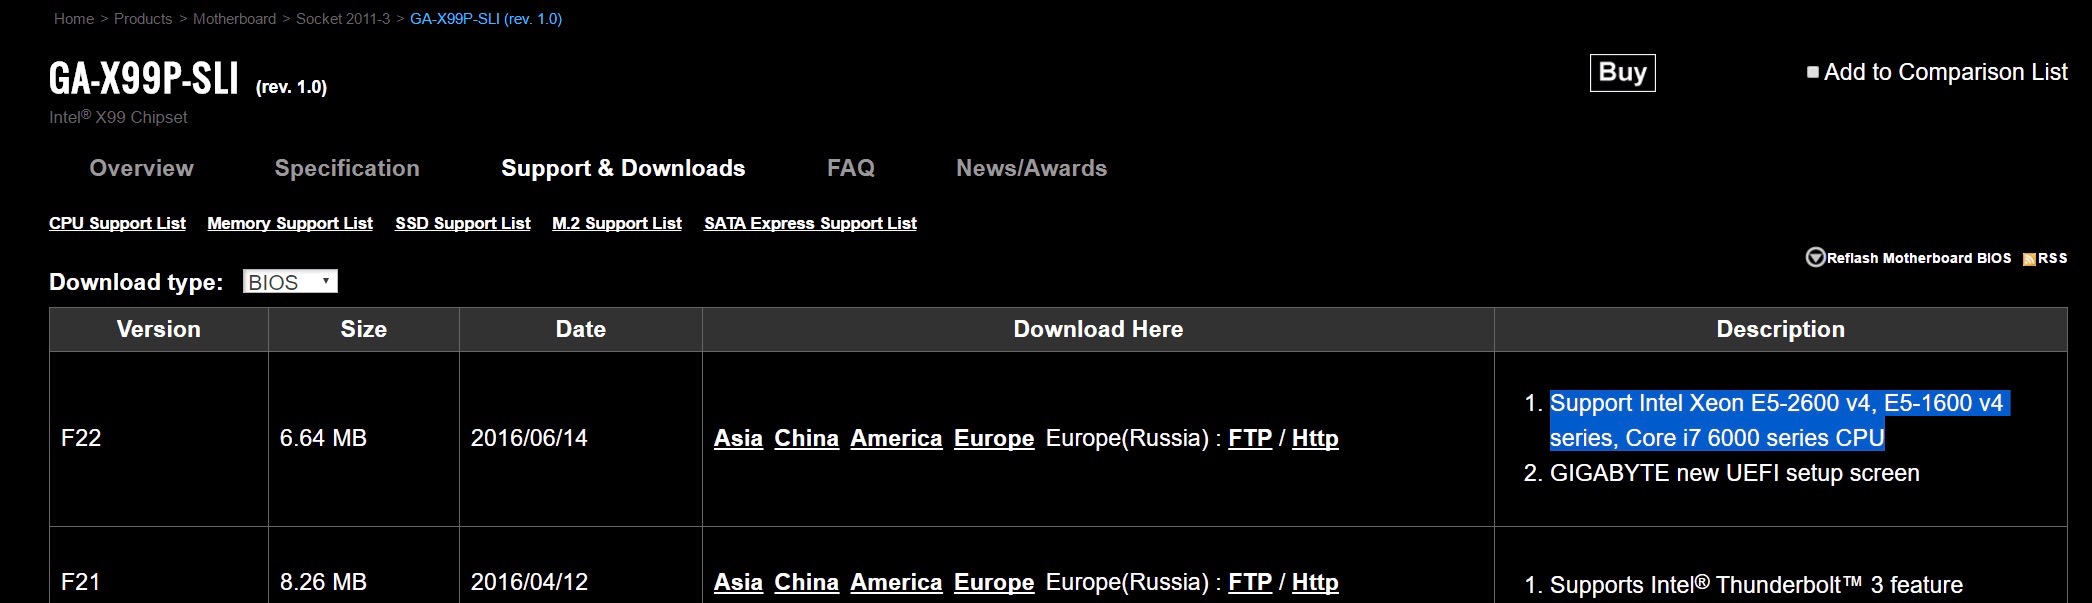 Home > Products > Motherboard > Socket 2011-3 > GA-X99P-SLI (rev. 1.0)
GA-X99P-SLI (rev. 1.0)
Buy
Add to Comparison List
Intel® X99 Chipset
Overview Specification Support & Downloads FAQ News/Awards
CPU Support List Memory Support List SSD Support List M.2 Support List SATA Express Support List
Reflash Motherboard BIOS RSS
Download type: BIOS
Version Size Date Download Here Description
F22 6.64 MB 2016/06/14 Asia China America Europe Europe(Russia) : FTP / Http
1. Support Intel Xeon E5-2600 v4, E5-1600 v4
series, Core i7 6000 series CPU
2. GIGABYTE new UEFI setup screen
F21 8.26 MB 2016/04/12 Asia China America Europe Europe(Russia) : FTP / Http
1. Supports Intel® Thunderbolt™ 3 feature